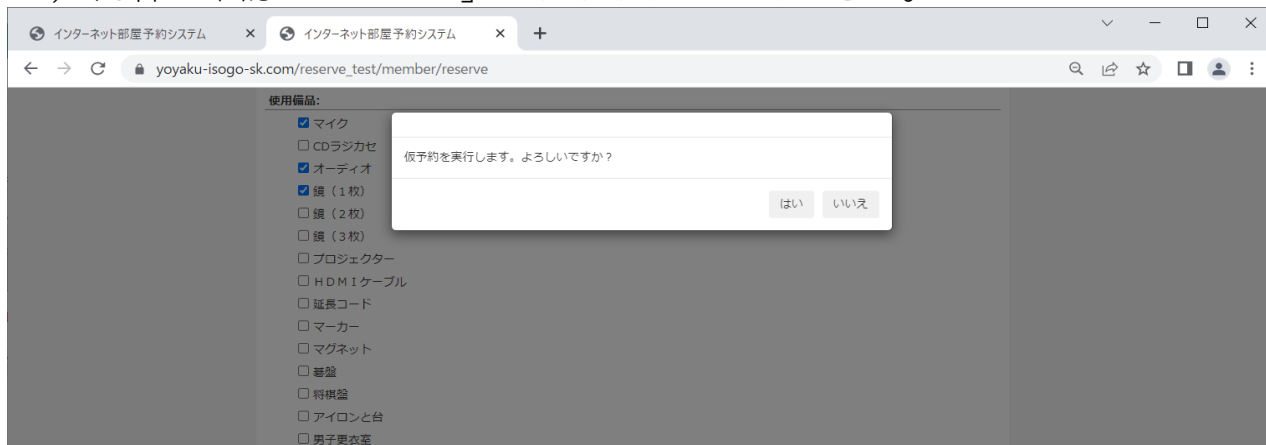 インターネット部屋予約システム
インターネット部屋予約システム
yoyaku-isogo-sk.com/reserve_test/member/reserve
使用備品:
マイク
CDラジカセ
オーディオ
鏡（１枚）
鏡（２枚）
鏡（３枚）
プロジェクター
ＨＤＭＩケーブル
延長コード
マーカー
マグネット
碁盤
将棋盤
アイロンと台
男子更衣室
仮予約を実行します。よろしいですか？
はい
いいえ